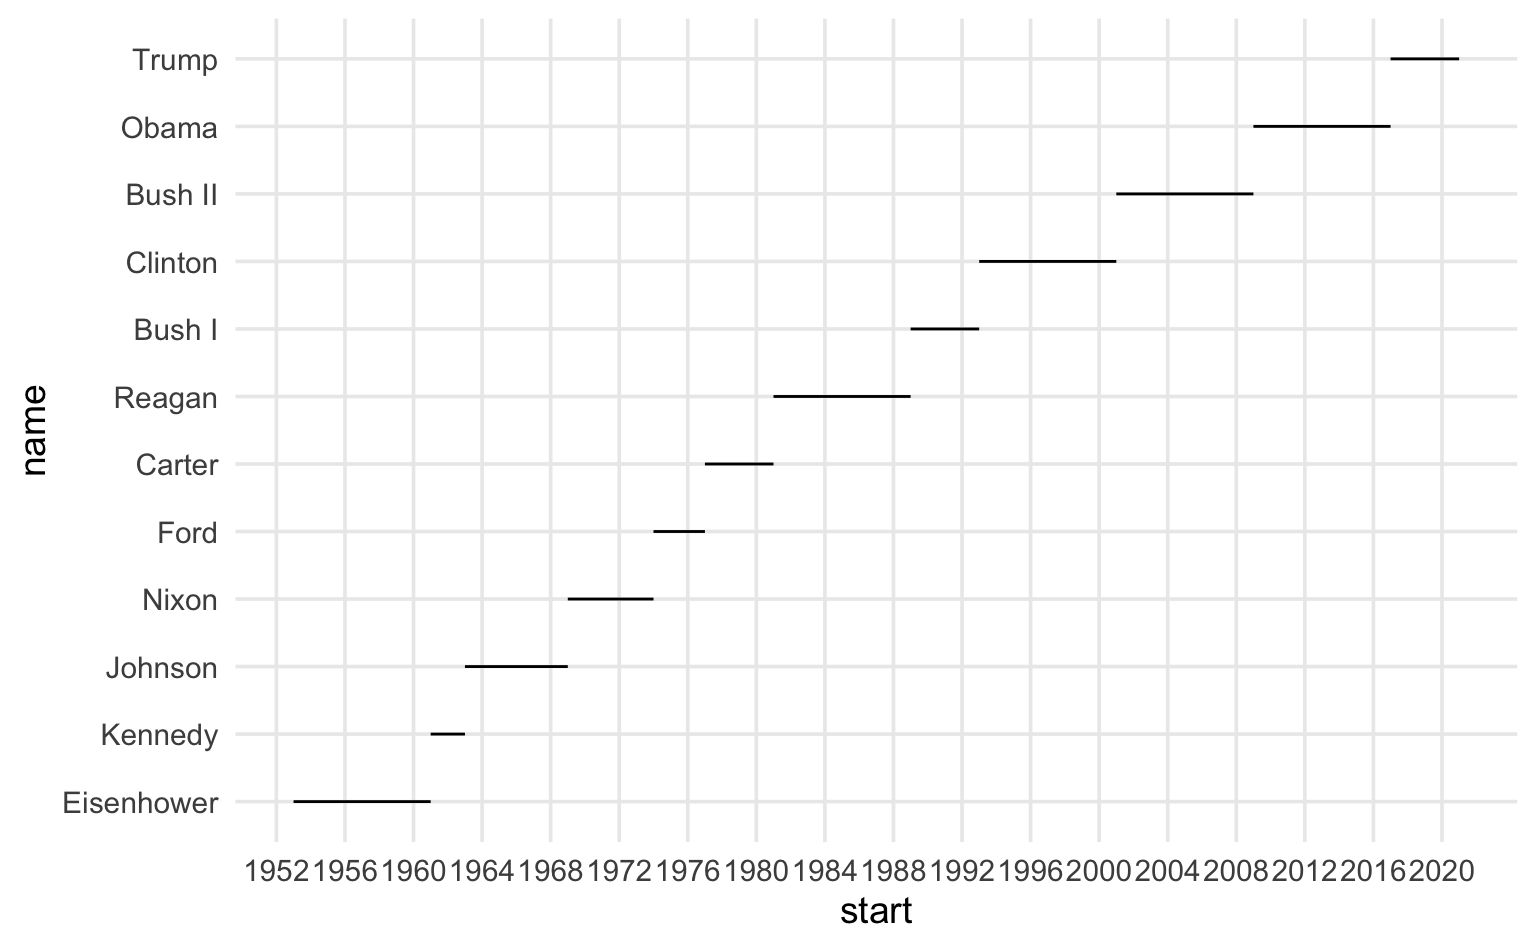 Trump
Obama
Bush II
Clinton
Bush I
Reagan
Carter
Ford
Nixon
Johnson
Kennedy
Eisenhower
name
1952 1956 1960 1964 1968 1972 1976 1980 1984 1988 1992 1996 2000 2004 2008 2012 2016 2020
start